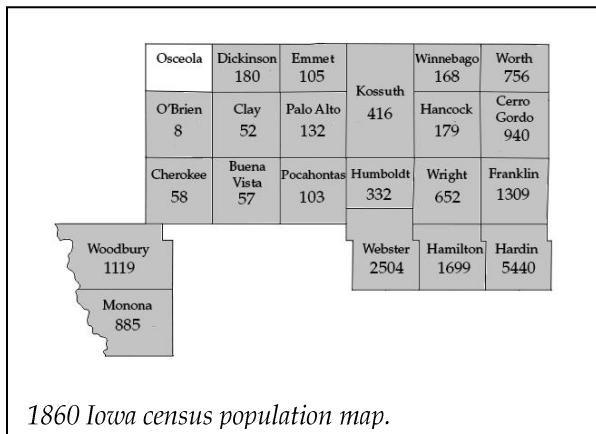 Osceola
Dickinson
180
Emmet
105
Kossuth
416
Winnebago
168
Worth
756
O'Brien
8
Clay
52
Palo Alto
132
Hancock
179
Cerro
Gordo
940
Cherokee
58
Buena
Vista
57
Pocahontas
103
Humboldt
332
Wright
652
Franklin
1309
Woodbury
1119
Webster
2504
Hamilton
1699
Hardin
5440
Monona
885
1860 Iowa census population map.